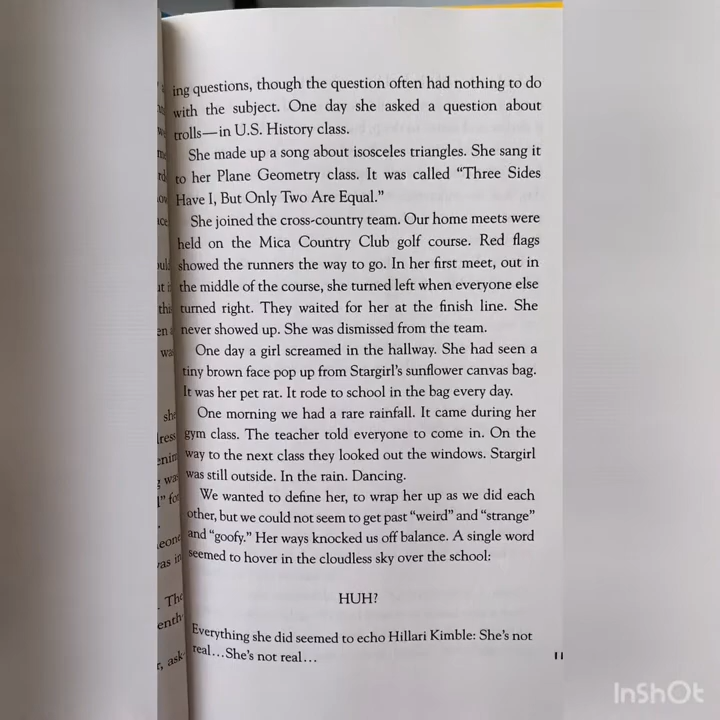 ing questions, though the question often had nothing to do
with the subject. One day she asked a question about
trolls—in U.S. History class.
She made up a song about isosceles triangles. She sang it
to her Plane Geometry class. It was called “Three Sides
Have I, But Only Two Are Equal.”
She joined the cross-country team. Our home meets were
held on the Mica Country Club golf course. Red flags
showed the runners the way to go. In her first meet, out in
the middle of the course, she turned left when everyone else
turned right. They waited for her at the finish line. She
never showed up. She was dismissed from the team.
One day a girl screamed in the hallway. She had seen a
tiny brown face pop up from Stargirl’s sunflower canvas bag.
It was her pet rat. It rode to school in the bag every day.
One morning we had a rare rainfall. It came during her
gym class. The teacher told everyone to come in. On the
way to the next class they looked out the windows. Stargirl
was still outside. In the rain. Dancing.
We wanted to define her, to wrap her up as we did each
other, but we could not seem to get past “weird” and “strange”
and “goofy.” Her ways knocked us off balance. A single word
seemed to hover in the cloudless sky over the school:
HUH?
Everything she did seemed to echo Hillari Kimble: She’s not
real…She’s not real…
11
InShOt